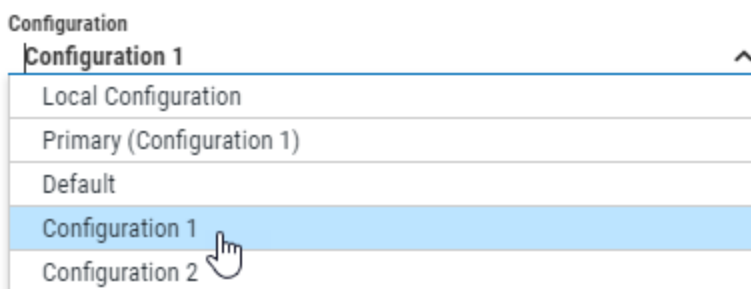 Configuration
Configuration 1
Local Configuration
Primary (Configuration 1)
Default
Configuration 1
Configuration 2